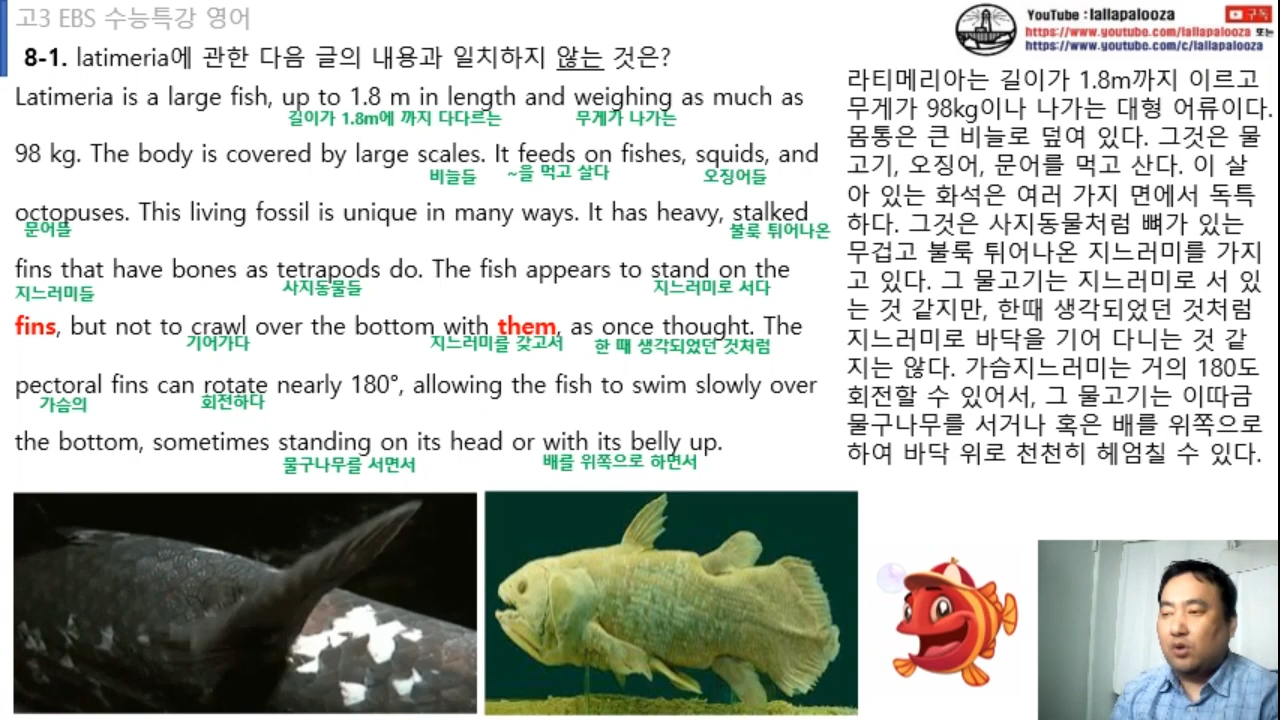 고3 EBS 수능특강 영어
YouTube : lallapalooza
구독
https://www.youtube.com/lallapalooza 또는
https://www.youtube.com/c/lallapalooza
8-1. latimeria에 관한 다음 글의 내용과 일치하지 않는 것은?
Latimeria is a large fish, up to 1.8 m in length and weighing as much as
길이가 1.8m에 까지 다다르는 무게가 나가는
98 kg. The body is covered by large scales. It feeds on fishes, squids, and
비늘들 ~을 먹고 살다 오징어들
octopuses. This living fossil is unique in many ways. It has heavy, stalked
문어들 불룩 튀어나온
fins that have bones as tetrapods do. The fish appears to stand on the
지느러미들 사지동물들 지느러미로 서다
fins, but not to crawl over the bottom with them, as once thought. The
기어가다 지느러미를 갖고서 한 때 생각되었던 것처럼
pectoral fins can rotate nearly 180°, allowing the fish to swim slowly over
가슴의 회전하다
the bottom, sometimes standing on its head or with its belly up.
물구나무를 서면서 배를 위쪽으로 하면서
라티메리아는 길이가 1.8m까지 이르고
무게가 98kg이나 나가는 대형 어류이다.
몸통은 큰 비늘로 덮여 있다. 그것은 물
고기, 오징어, 문어를 먹고 산다. 이 살
아 있는 화석은 여러 가지 면에서 독특
하다. 그것은 사지동물처럼 뼈가 있는
무겁고 불룩 튀어나온 지느러미를 가지
고 있다. 그 물고기는 지느러미로 서 있
는 것 같지만, 한때 생각되었던 것처럼
지느러미로 바닥을 기어 다니는 것 같
지는 않다. 가슴지느러미는 거의 180도
회전할 수 있어서, 그 물고기는 이따금
물구나무를 서거나 혹은 배를 위쪽으로
하여 바닥 위로 천천히 헤엄칠 수 있다.